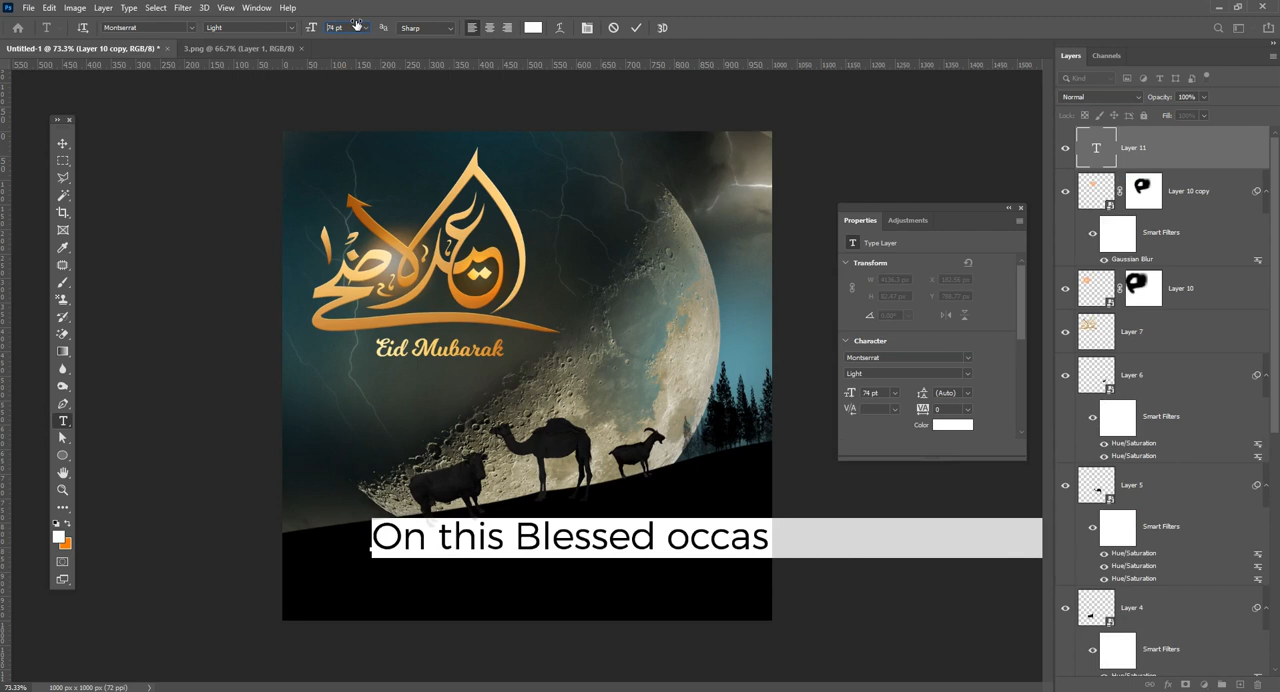 File Edit Image Layer Type Select Filter 3D View Window Help
Montserrat Light 74 pt Sharp
Untitled-1 @ 73.3% (Layer 10 copy, RGB/8) * × 3.png @ 66.7% (Layer 1, RGB/8) ×
Layers Channels
Kind
Normal Opacity: 100%
Lock: Fill: 100%
Layer 11
Layer 10 copy
Smart Filters
Gaussian Blur
Layer 10
Layer 7
Layer 6
Smart Filters
Hue/Saturation
Hue/Saturation
Layer 5
Smart Filters
Hue/Saturation
Hue/Saturation
Hue/Saturation
Layer 4
Smart Filters
Properties Adjustments
Type Layer
Transform
Character
Montserrat
Light
74 pt (Auto)
0
Color
عيد الاضحى
Eid Mubarak
On this Blessed occas
73.33% 1000 px x 1000 px (72 ppi)